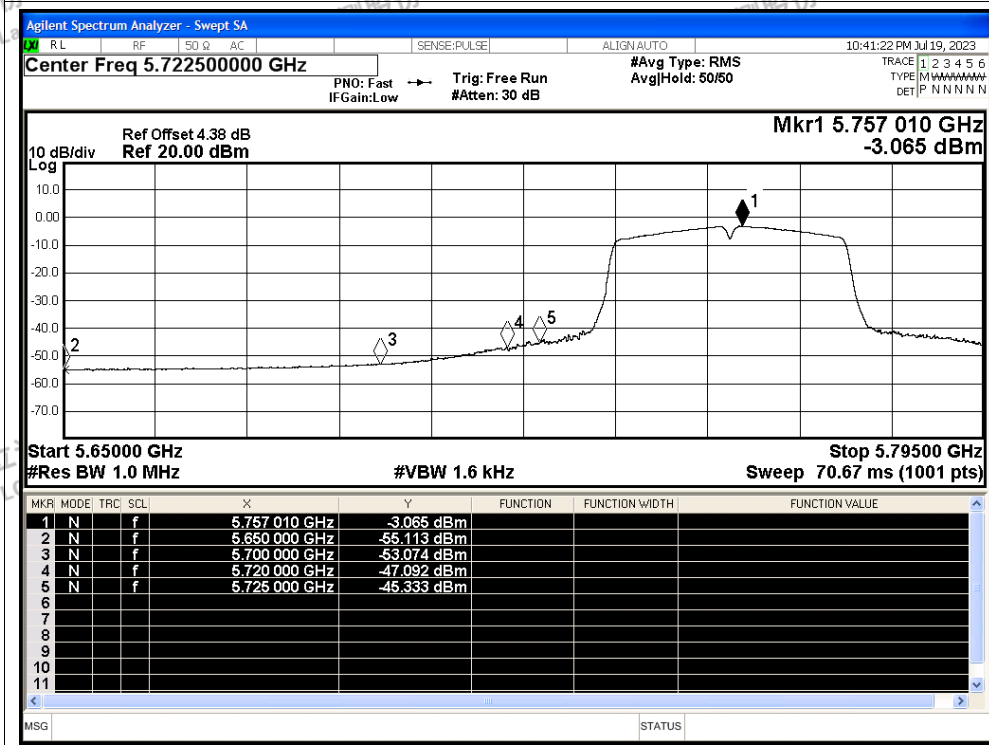 Agilent Spectrum Analyzer - Swept SA
LXI RL RF 50 Ω AC SENSE:PULSE ALIGN AUTO 10:41:22 PM Jul 19, 2023
Center Freq 5.722500000 GHz
PNO: Fast
IFGain:Low
Trig: Free Run
#Atten: 30 dB
#Avg Type: RMS
Avg|Hold: 50/50
TRACE 1 2 3 4 5 6
TYPE M
DET P N N N N N
Ref Offset 4.38 dB
10 dB/div Ref 20.00 dBm
Log
Mkr1 5.757 010 GHz
-3.065 dBm
10.0
0.00
-10.0
-20.0
-30.0
-40.0
-50.0
-60.0
-70.0
1
2
3
4
5
Start 5.65000 GHz Stop 5.79500 GHz
#Res BW 1.0 MHz #VBW 1.6 kHz Sweep 70.67 ms (1001 pts)
MKR MODE TRC SCL X Y FUNCTION FUNCTION WIDTH FUNCTION VALUE
1 N f 5.757 010 GHz -3.065 dBm
2 N f 5.650 000 GHz -55.113 dBm
3 N f 5.700 000 GHz -53.074 dBm
4 N f 5.720 000 GHz -47.092 dBm
5 N f 5.725 000 GHz -45.333 dBm
6
7
8
9
10
11
MSG STATUS